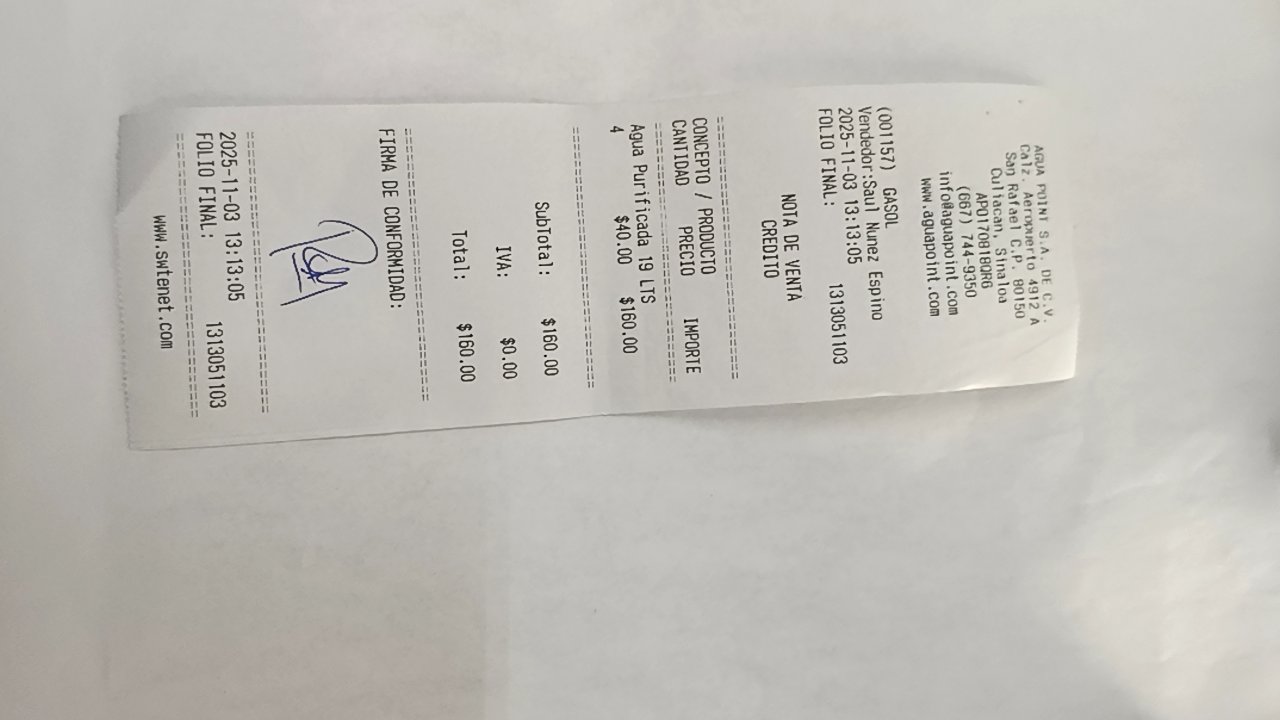 AGUA POINT S.A. DE C.V.
Calz. Aeropuerto 4912 A
San Rafael C.P. 80150
Culiacan, Sinaloa
APO170818QR6
(667) 744-9350
info@aguapoint.com
www.aguapoint.com
(001157) GASOL
Vendedor:Saul Nunez Espino
2025-11-03 13:13:05
FOLIO FINAL: 1313051103
NOTA DE VENTA
CREDITO
CONCEPTO / PRODUCTO
CANTIDAD PRECIO IMPORTE
Agua Purificada 19 LTS
4 $40.00 $160.00
SubTotal: $160.00
IVA: $0.00
Total: $160.00
FIRMA DE CONFORMIDAD:
2025-11-03 13:13:05
FOLIO FINAL: 1313051103
www.swtenet.com